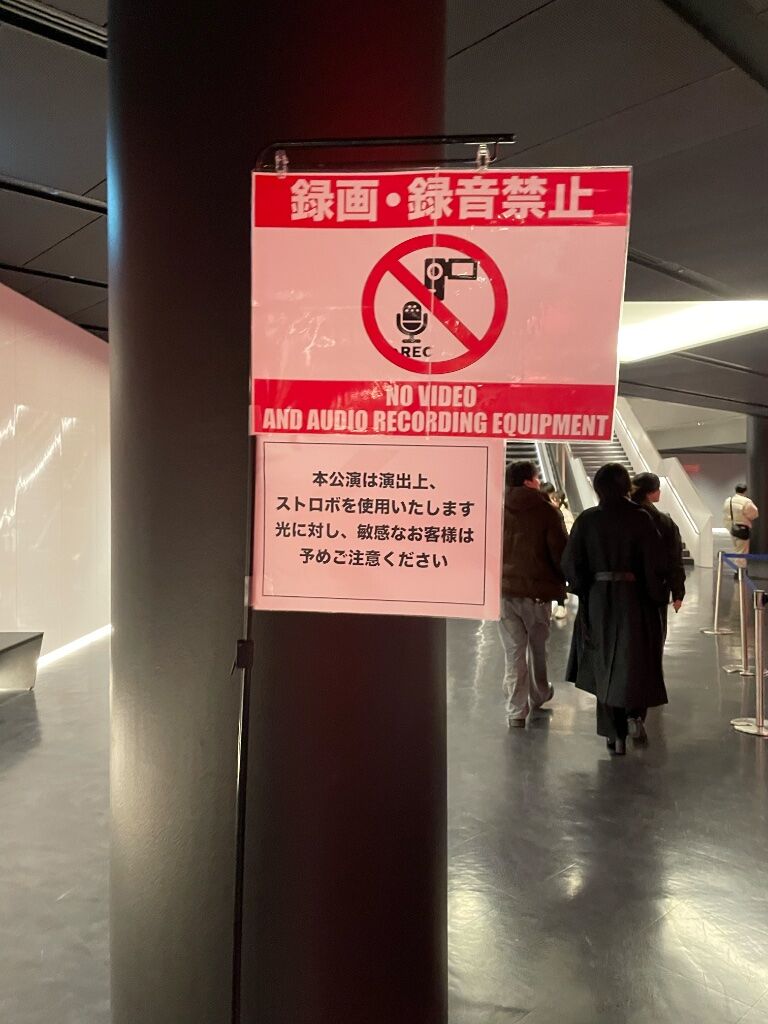 録画・録音禁止
REC
NO VIDEO
AND AUDIO RECORDING EQUIPMENT
本公演は演出上、
ストロボを使用いたします
光に対し、敏感なお客様は
予めご注意ください